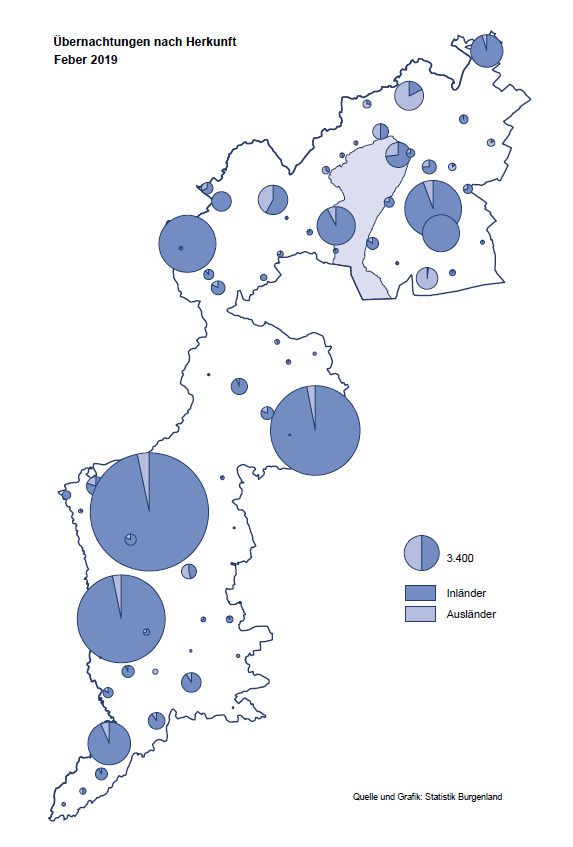 Übernachtungen nach Herkunft
Feber 2019
3.400
Inländer
Ausländer
Quelle und Grafik: Statistik Burgenland